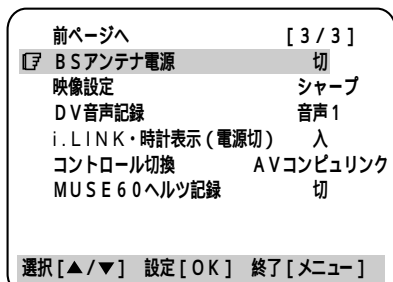 前ページへ [3/3]
BSアンテナ電源 切
映像設定 シャープ
DV音声記録 音声1
i.LINK・時計表示(電源切) 入
コントロール切換 AVコンピュリンク
MUSE60ヘルツ記録 切
選択[▲/▼] 設定[OK] 終了[メニュー]